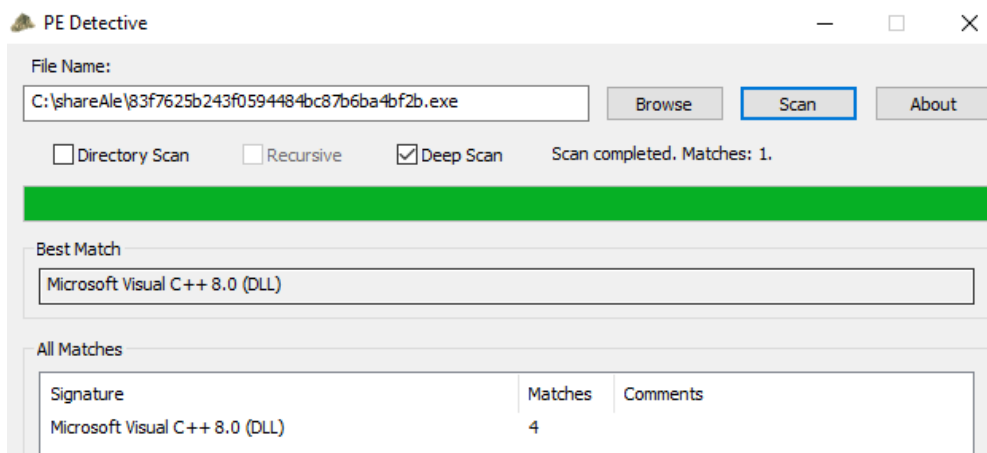 PE Detective
File Name:
C:\shareAle\83f7625b243f0594484bc87b6ba4bf2b.exe
Browse
Scan
About
Directory Scan
Recursive
Deep Scan
Scan completed. Matches: 1.
Best Match
Microsoft Visual C++ 8.0 (DLL)
All Matches
Signature Matches Comments
Microsoft Visual C++ 8.0 (DLL) 4